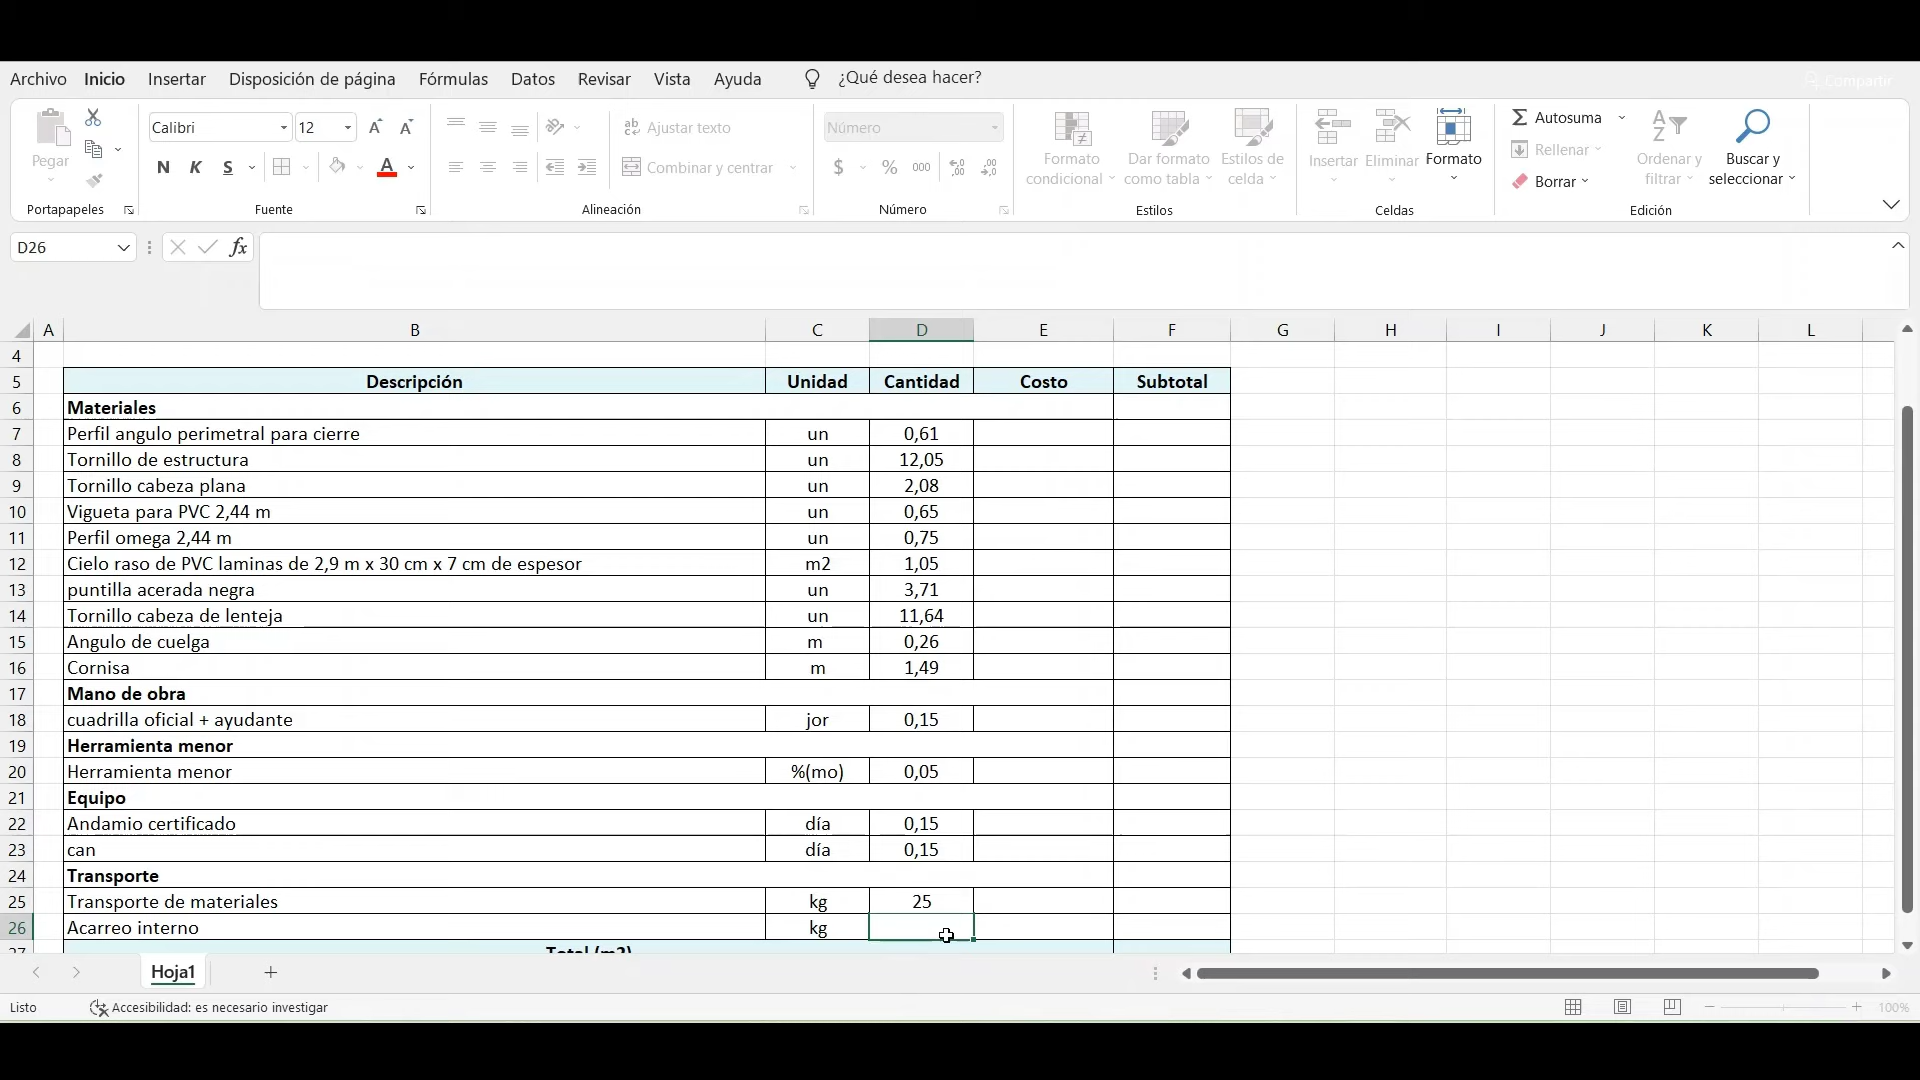 Archivo Inicio Insertar Disposición de página Fórmulas Datos Revisar Vista Ayuda ¿Qué desea hacer? Compartir
Pegar
Calibri 12
N K S
Ajustar texto
Combinar y centrar
Número
$ % 000
Formato condicional
Dar formato como tabla
Estilos de celda
Insertar Eliminar Formato
Autosuma
Rellenar
Borrar
Ordenar y filtrar
Buscar y seleccionar
Portapapeles Fuente Alineación Número Estilos Celdas Edición
D26 fx
A B C D E F G H I J K L
4
5 Descripción Unidad Cantidad Costo Subtotal
6 Materiales
7 Perfil angulo perimetral para cierre un 0,61
8 Tornillo de estructura un 12,05
9 Tornillo cabeza plana un 2,08
10 Vigueta para PVC 2,44 m un 0,65
11 Perfil omega 2,44 m un 0,75
12 Cielo raso de PVC laminas de 2,9 m x 30 cm x 7 cm de espesor m2 1,05
13 puntilla acerada negra un 3,71
14 Tornillo cabeza de lenteja un 11,64
15 Angulo de cuelga m 0,26
16 Cornisa m 1,49
17 Mano de obra
18 cuadrilla oficial + ayudante jor 0,15
19 Herramienta menor
20 Herramienta menor %(mo) 0,05
21 Equipo
22 Andamio certificado día 0,15
23 can día 0,15
24 Transporte
25 Transporte de materiales kg 25
26 Acarreo interno kg
27 Total (m2)
Hoja1
Listo Accesibilidad: es necesario investigar 100%